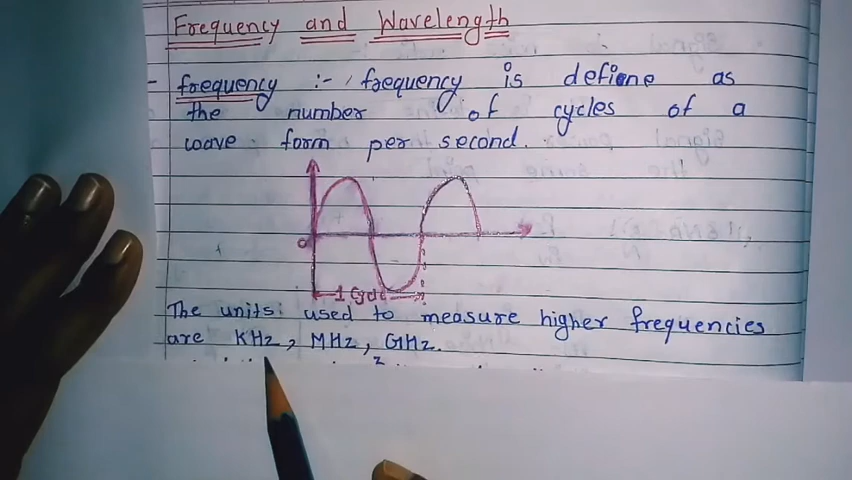 Frequency and Wavelength
- frequency :- frequency is define as
the number of cycles of a
wave form per second.
0
1 Cycle
The units used to measure higher frequencies
are KHz, MHz, GHz.